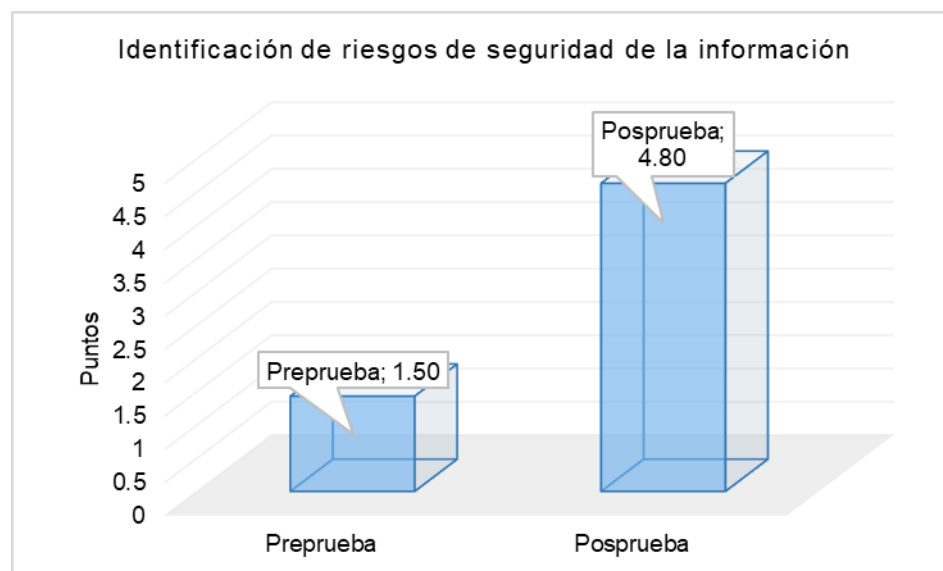 Identificación de riesgos de seguridad de la información
Posprueba;
4.80
5
4.5
4
3.5
3
2.5
2
1.5
1
0.5
0
Puntos
Preprueba; 1.50
Preprueba
Posprueba